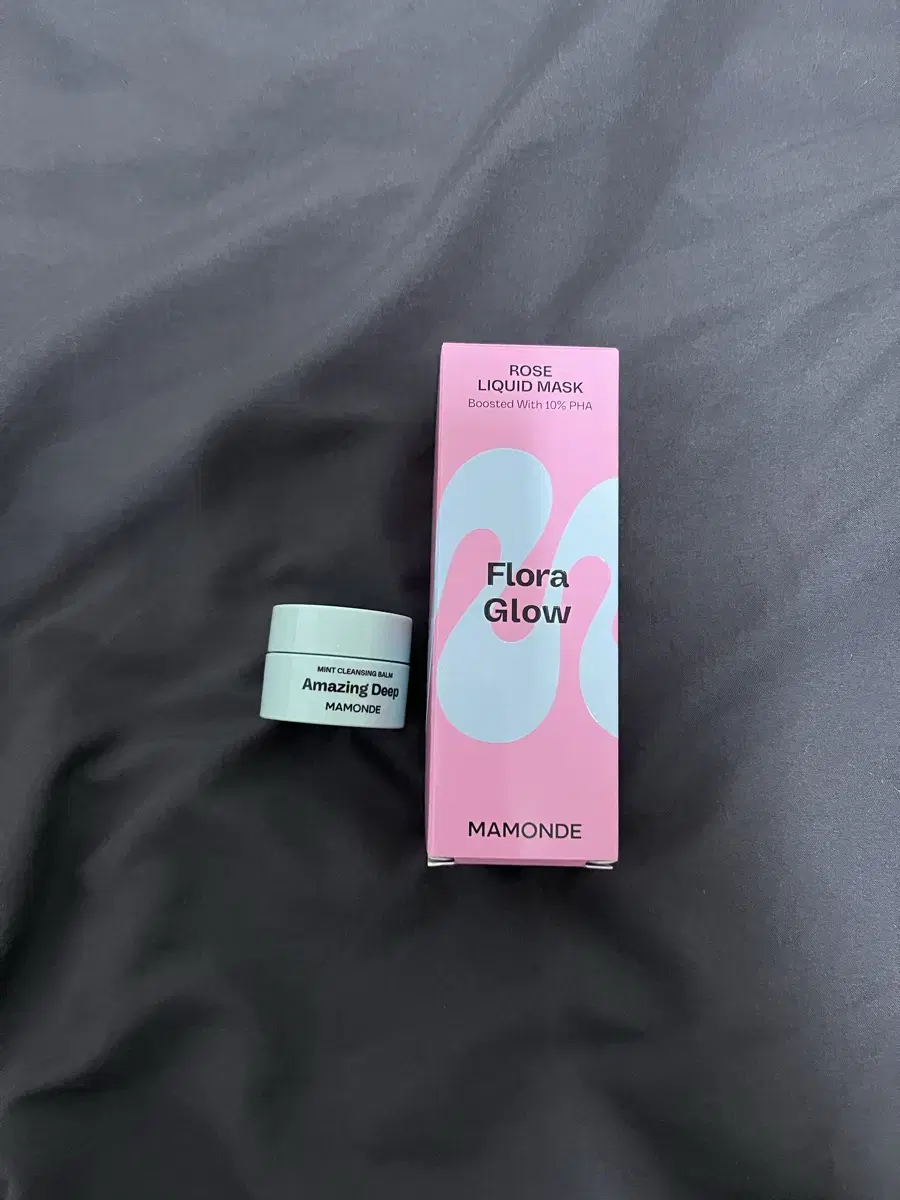 ROSE
LIQUID MASK
Boosted With 10% PHA
Flora
Glow
MAMONDE
MINT CLEANSING BALM
Amazing Deep
MAMONDE